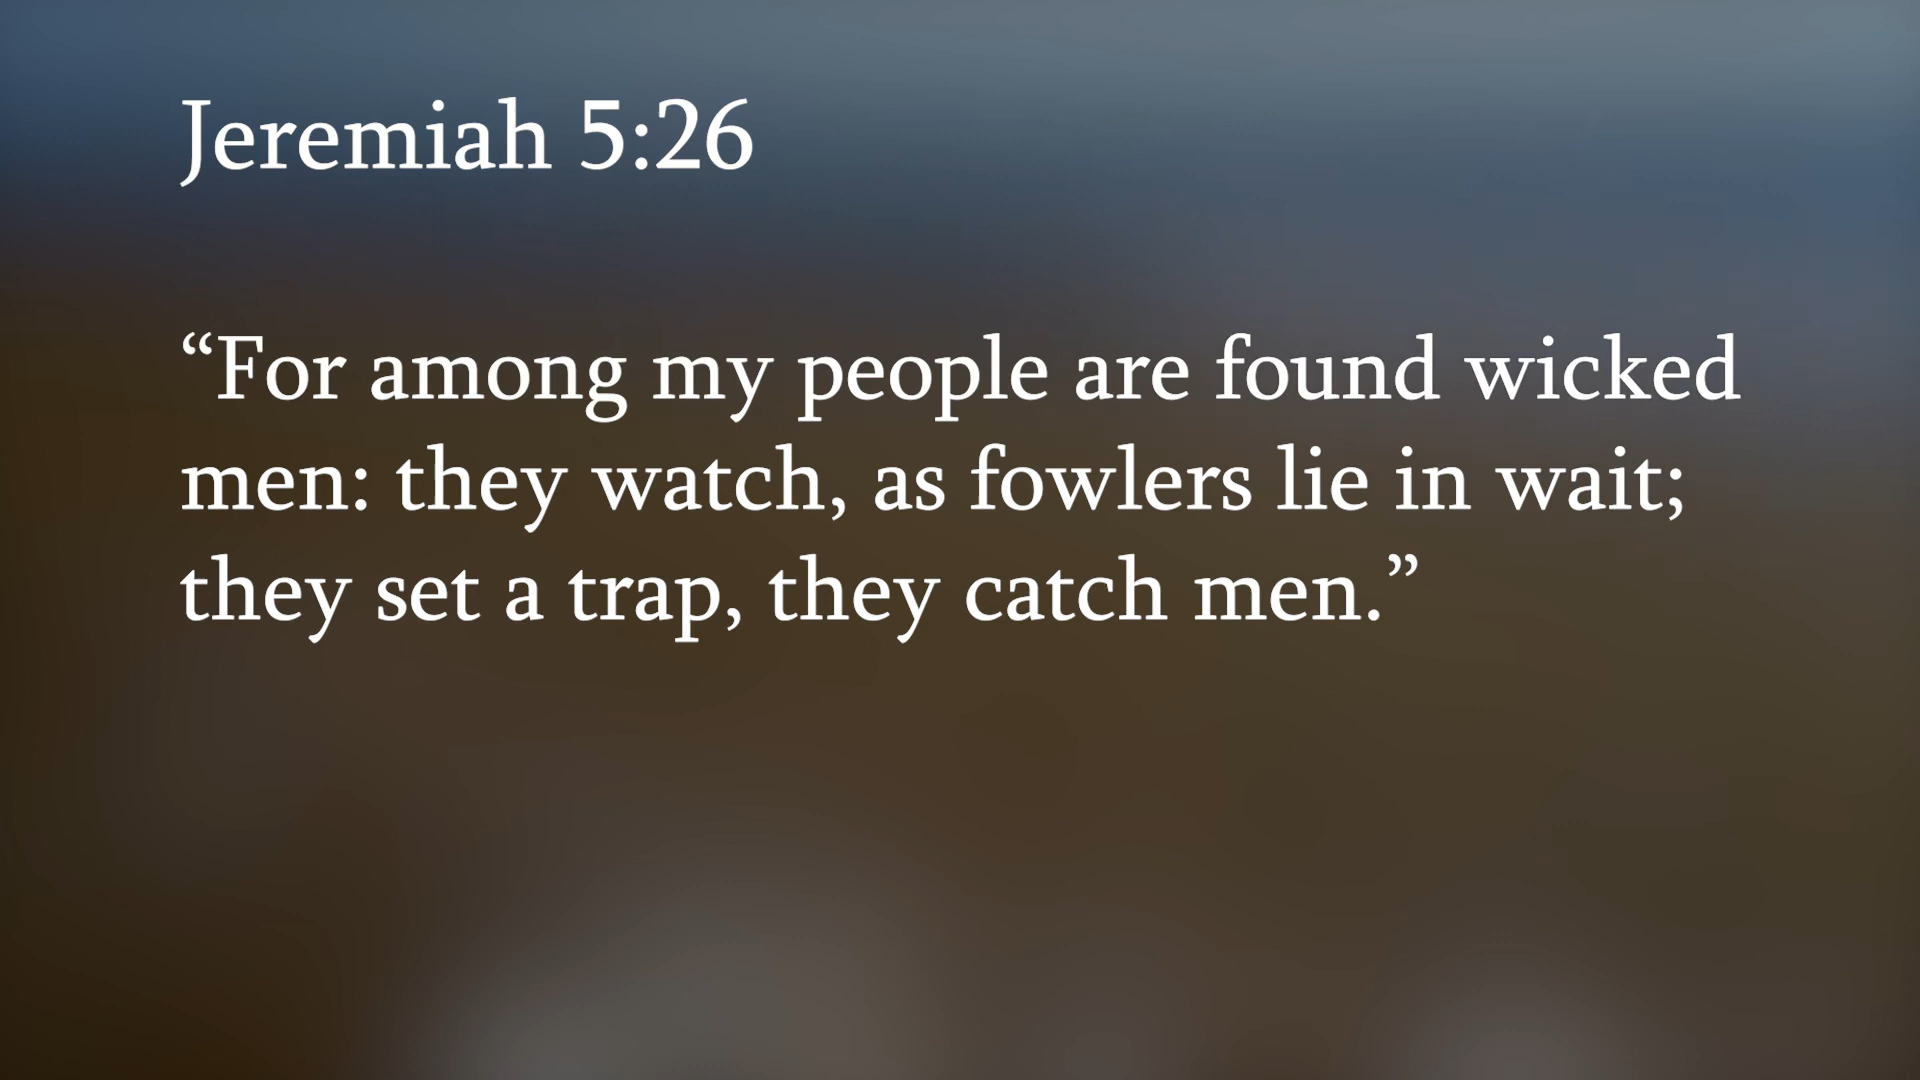 Jeremiah 5:26
“For among my people are found wicked
men: they watch, as fowlers lie in wait;
they set a trap, they catch men.”